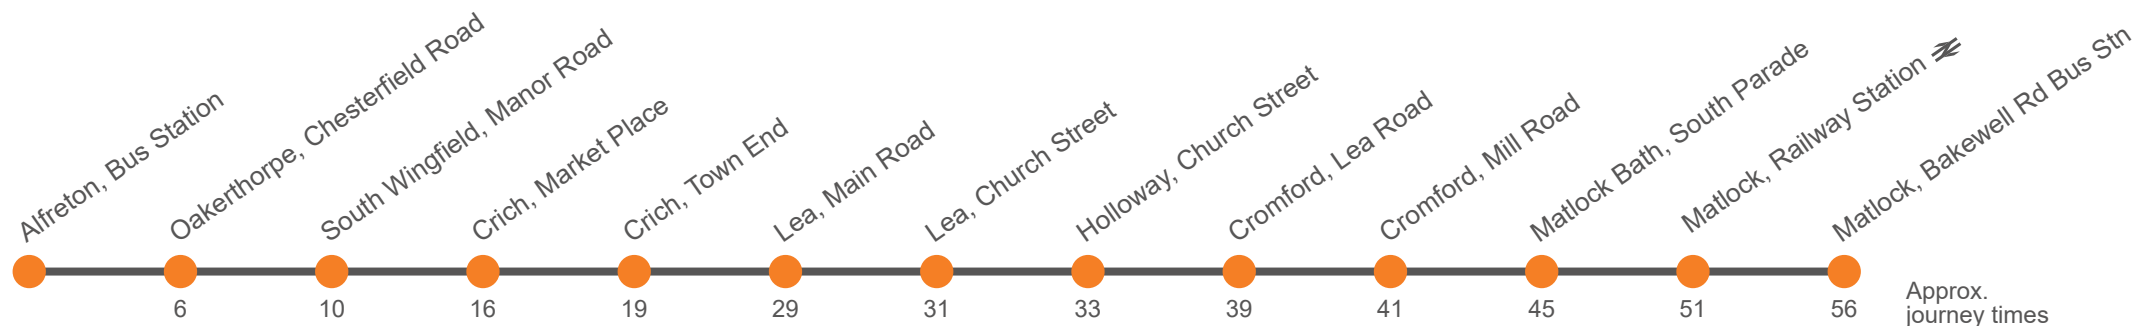 Alfreton, Bus Station
Oakerthorpe, Chesterfield Road
South Wingfield, Manor Road
Crich, Market Place
Crich, Town End
Lea, Main Road
Lea, Church Street
Holloway, Church Street
Cromford, Lea Road
Cromford, Mill Road
Matlock Bath, South Parade
Matlock, Railway Station
Matlock, Bakewell Rd Bus Stn
6
10
16
19
29
31
33
39
41
45
51
56
Approx.
journey times